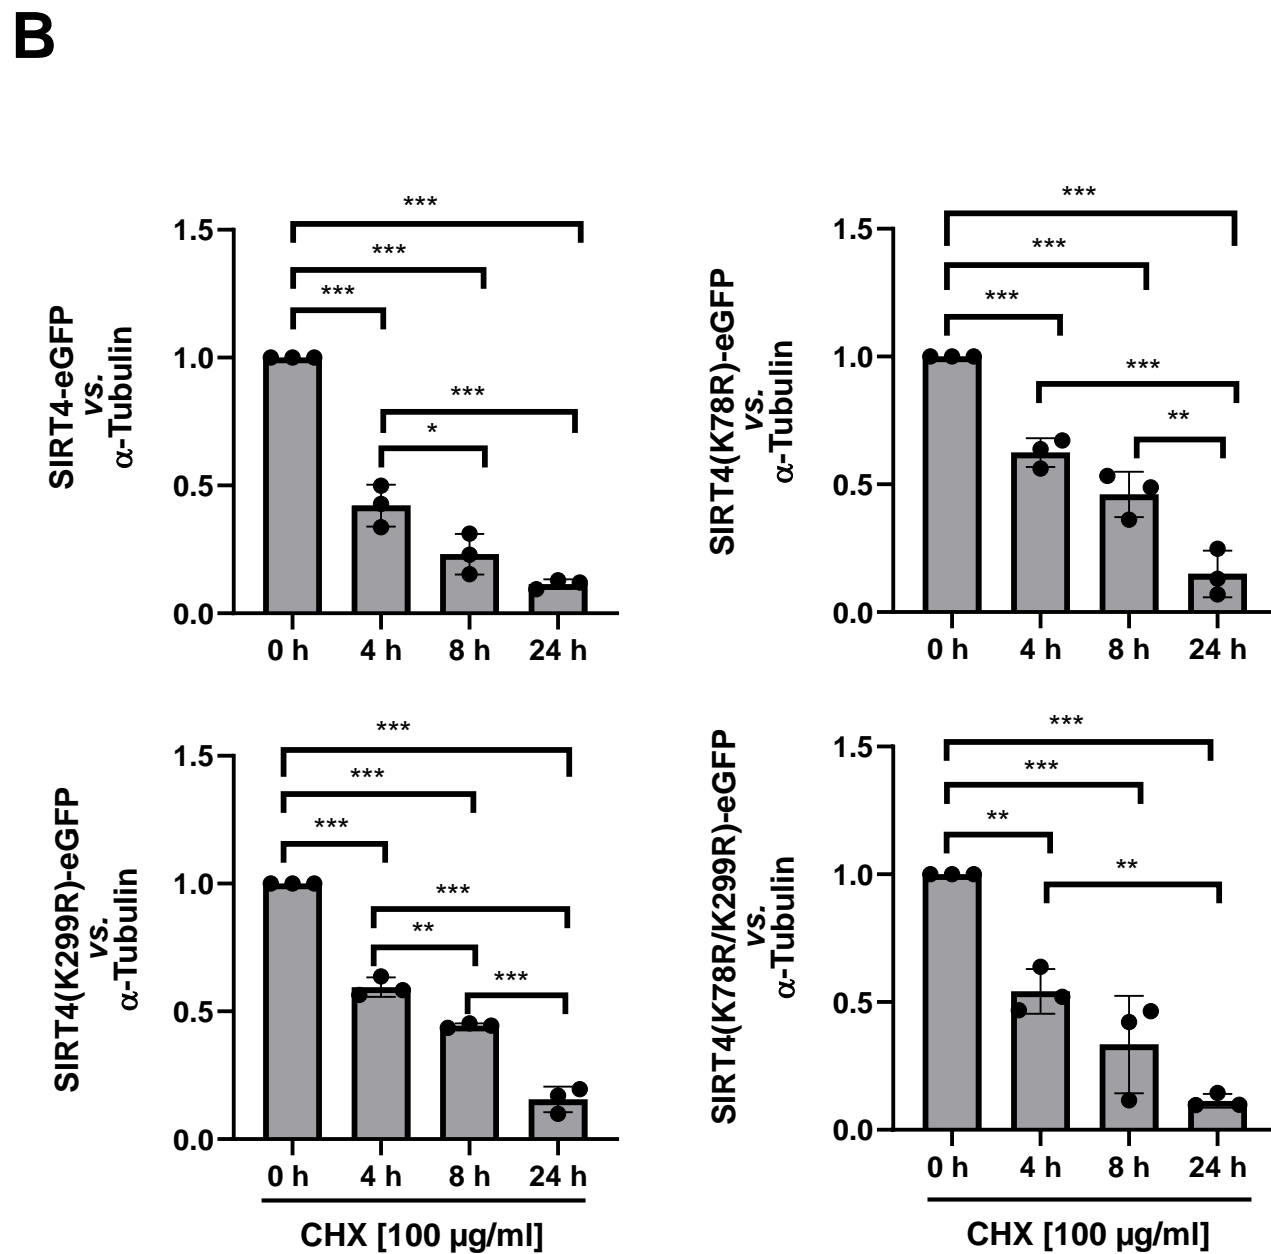 B
SIRT4-eGFP
vs.
α-Tubulin
1.5
1.0
0.5
0.0
***
***
***
***
*
0 h 4 h 8 h 24 h
SIRT4(K78R)-eGFP
vs.
α-Tubulin
1.5
1.0
0.5
0.0
***
***
***
***
**
0 h 4 h 8 h 24 h
SIRT4(K299R)-eGFP
vs.
α-Tubulin
1.5
1.0
0.5
0.0
***
***
***
***
**
***
0 h 4 h 8 h 24 h
CHX [100 µg/ml]
SIRT4(K78R/K299R)-eGFP
vs.
α-Tubulin
1.5
1.0
0.5
0.0
***
***
**
**
0 h 4 h 8 h 24 h
CHX [100 µg/ml]